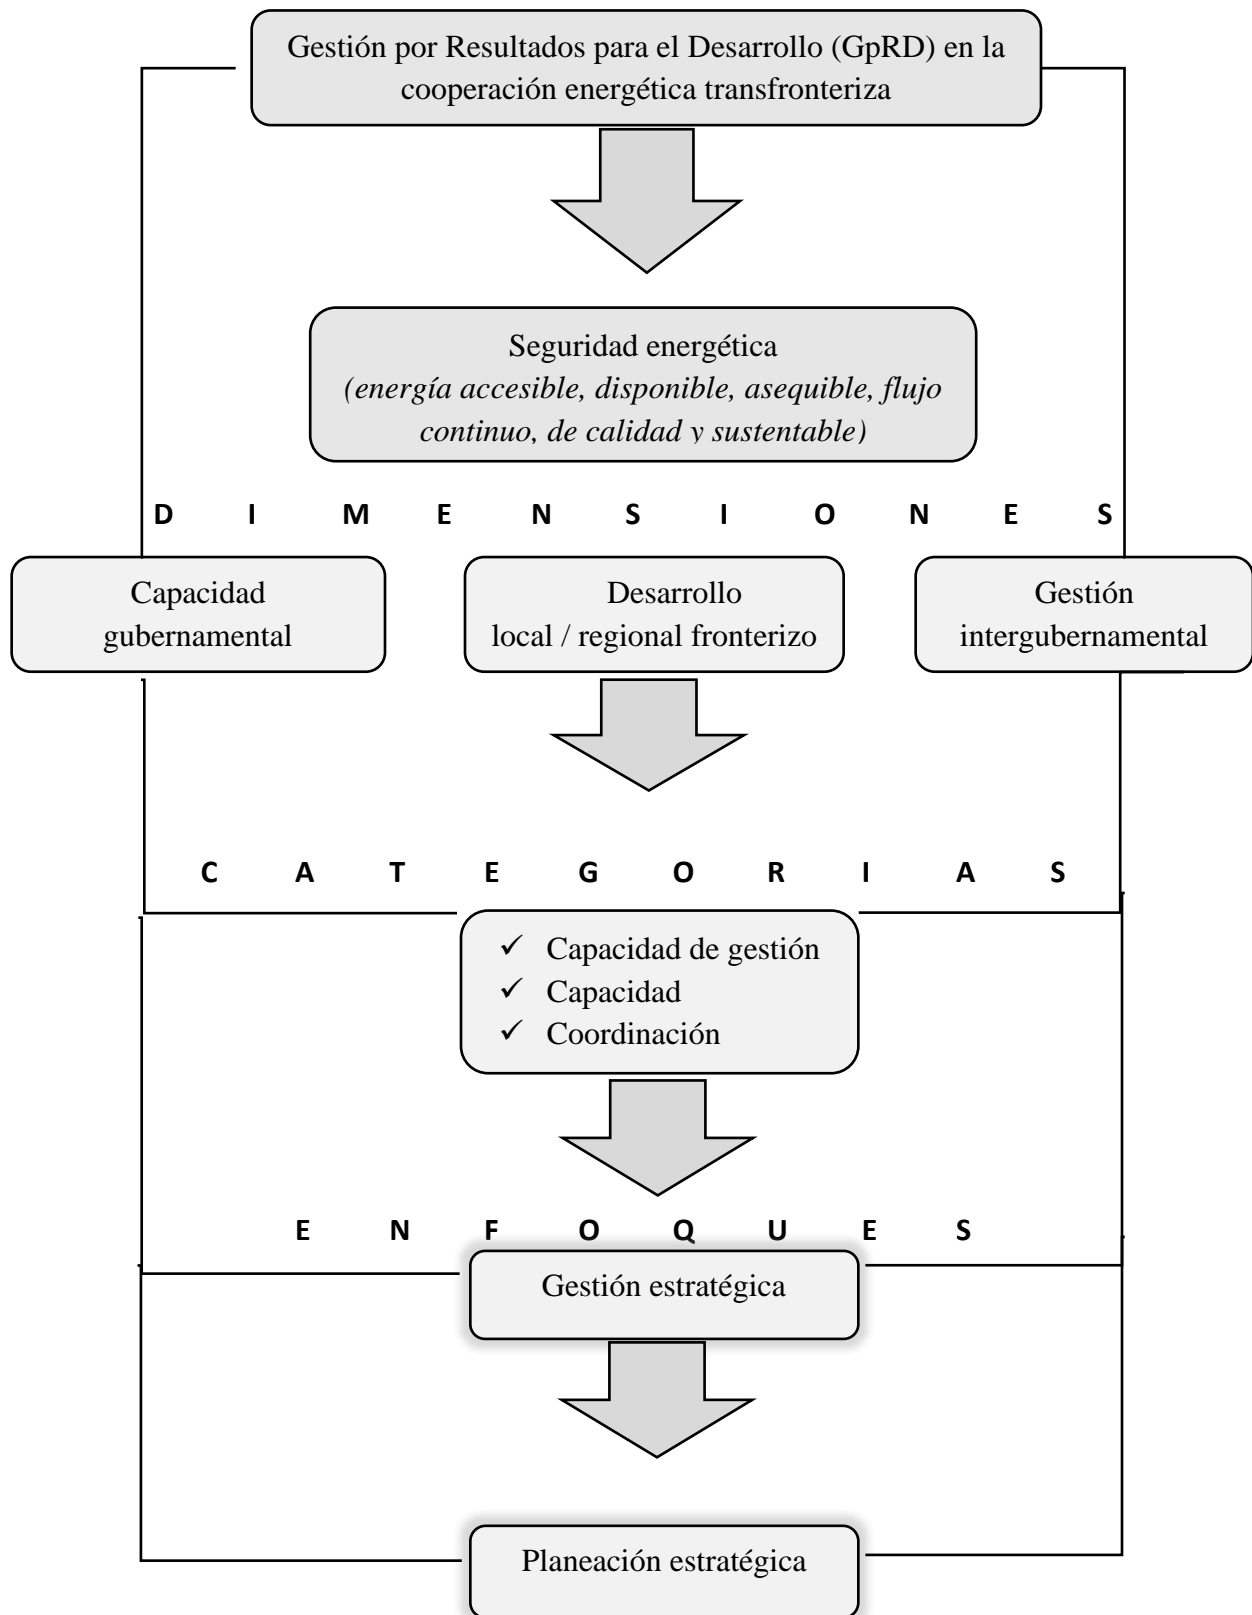 Gestión por Resultados para el Desarrollo (GpRD) en la
cooperación energética transfronteriza
Seguridad energética
(energía accesible, disponible, asequible, flujo
continuo, de calidad y sustentable)
D I M E N S I O N E S
Capacidad
gubernamental
Desarrollo
local / regional fronterizo
Gestión
intergubernamental
C A T E G O R I A S
✓ Capacidad de gestión
✓ Capacidad
✓ Coordinación
E N F O Q U E S
Gestión estratégica
Planeación estratégica